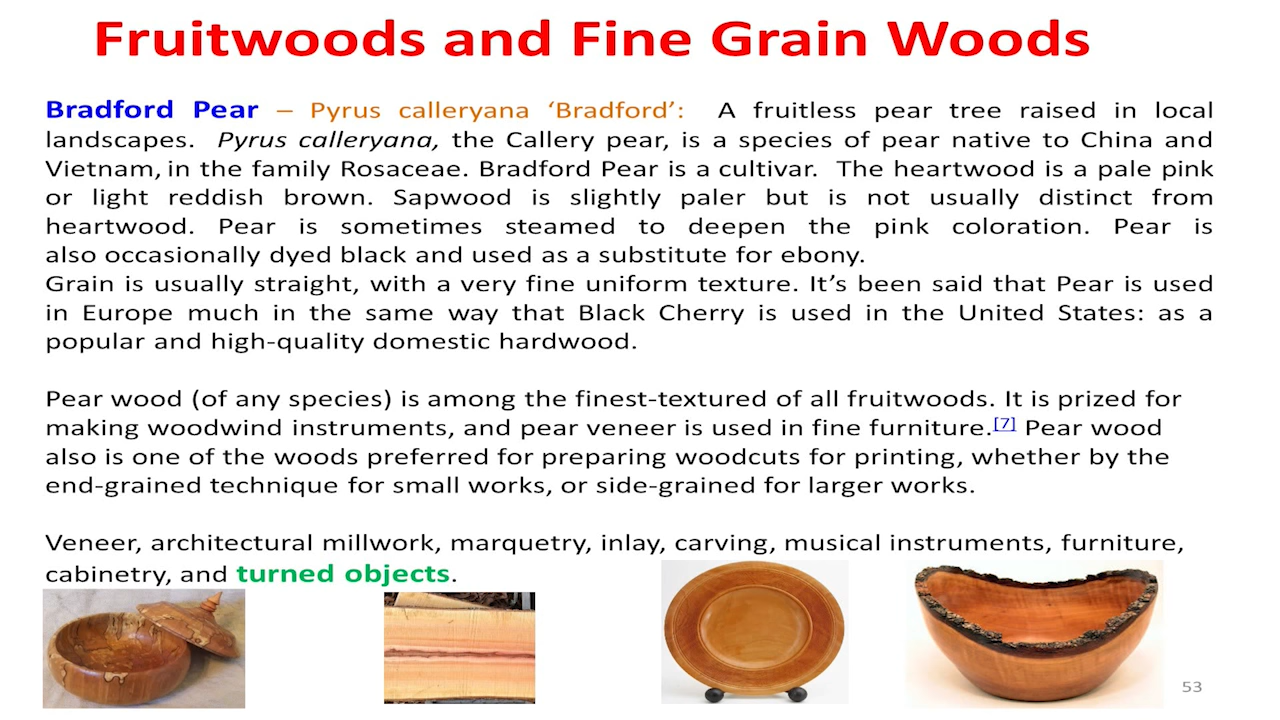 Fruitwoods and Fine Grain Woods
Bradford Pear – Pyrus calleryana ‘Bradford’: A fruitless pear tree raised in local
landscapes. Pyrus calleryana, the Callery pear, is a species of pear native to China and
Vietnam, in the family Rosaceae. Bradford Pear is a cultivar. The heartwood is a pale pink
or light reddish brown. Sapwood is slightly paler but is not usually distinct from
heartwood. Pear is sometimes steamed to deepen the pink coloration. Pear is
also occasionally dyed black and used as a substitute for ebony.
Grain is usually straight, with a very fine uniform texture. It’s been said that Pear is used
in Europe much in the same way that Black Cherry is used in the United States: as a
popular and high-quality domestic hardwood.
Pear wood (of any species) is among the finest-textured of all fruitwoods. It is prized for
making woodwind instruments, and pear veneer is used in fine furniture.[7] Pear wood
also is one of the woods preferred for preparing woodcuts for printing, whether by the
end-grained technique for small works, or side-grained for larger works.
Veneer, architectural millwork, marquetry, inlay, carving, musical instruments, furniture,
cabinetry, and turned objects.
53